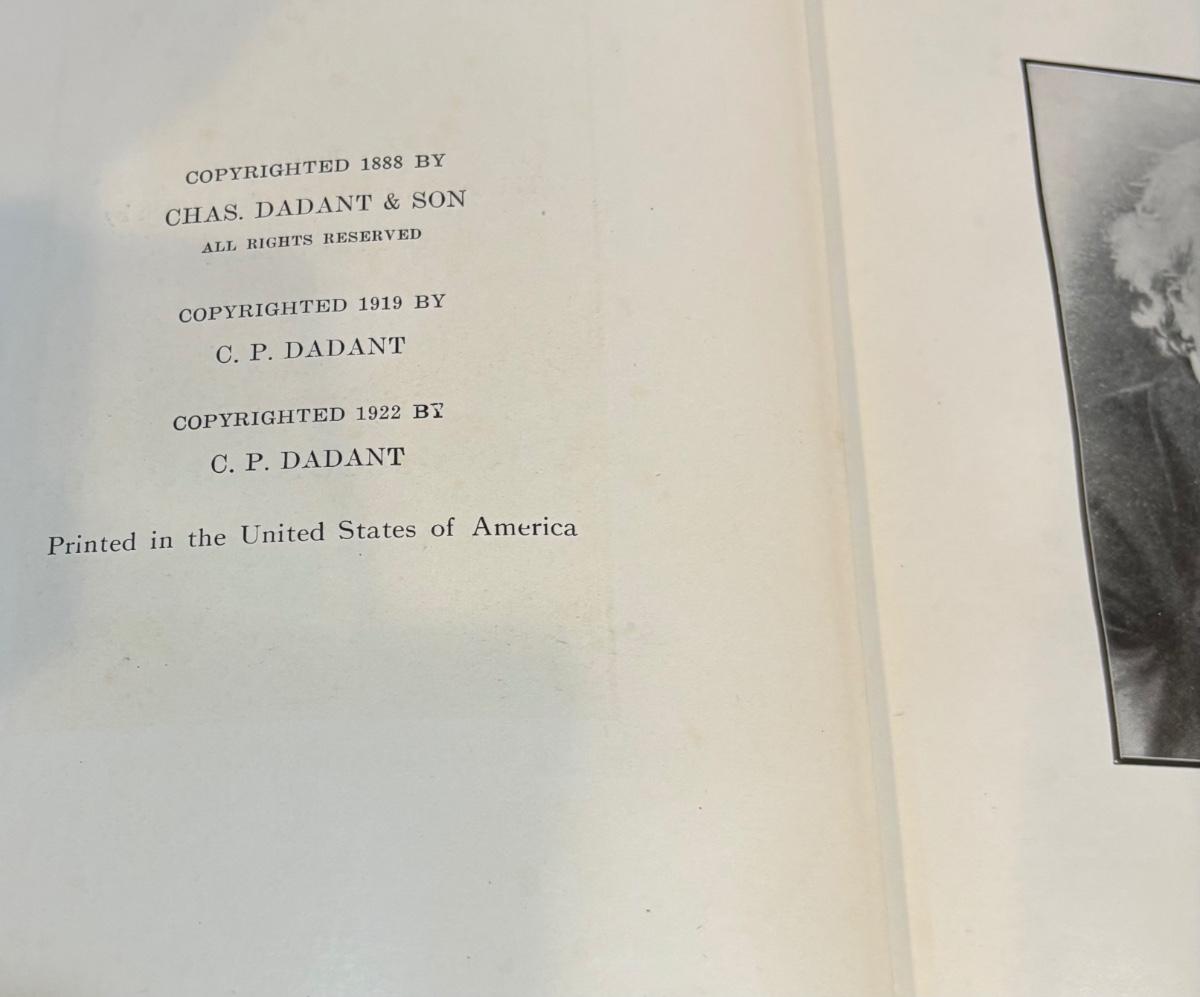 COPYRIGHTED 1888 BY
CHAS. DADANT & SON
ALL RIGHTS RESERVED
COPYRIGHTED 1919 BY
C. P. DADANT
COPYRIGHTED 1922 BY
C. P. DADANT
Printed in the United States of America